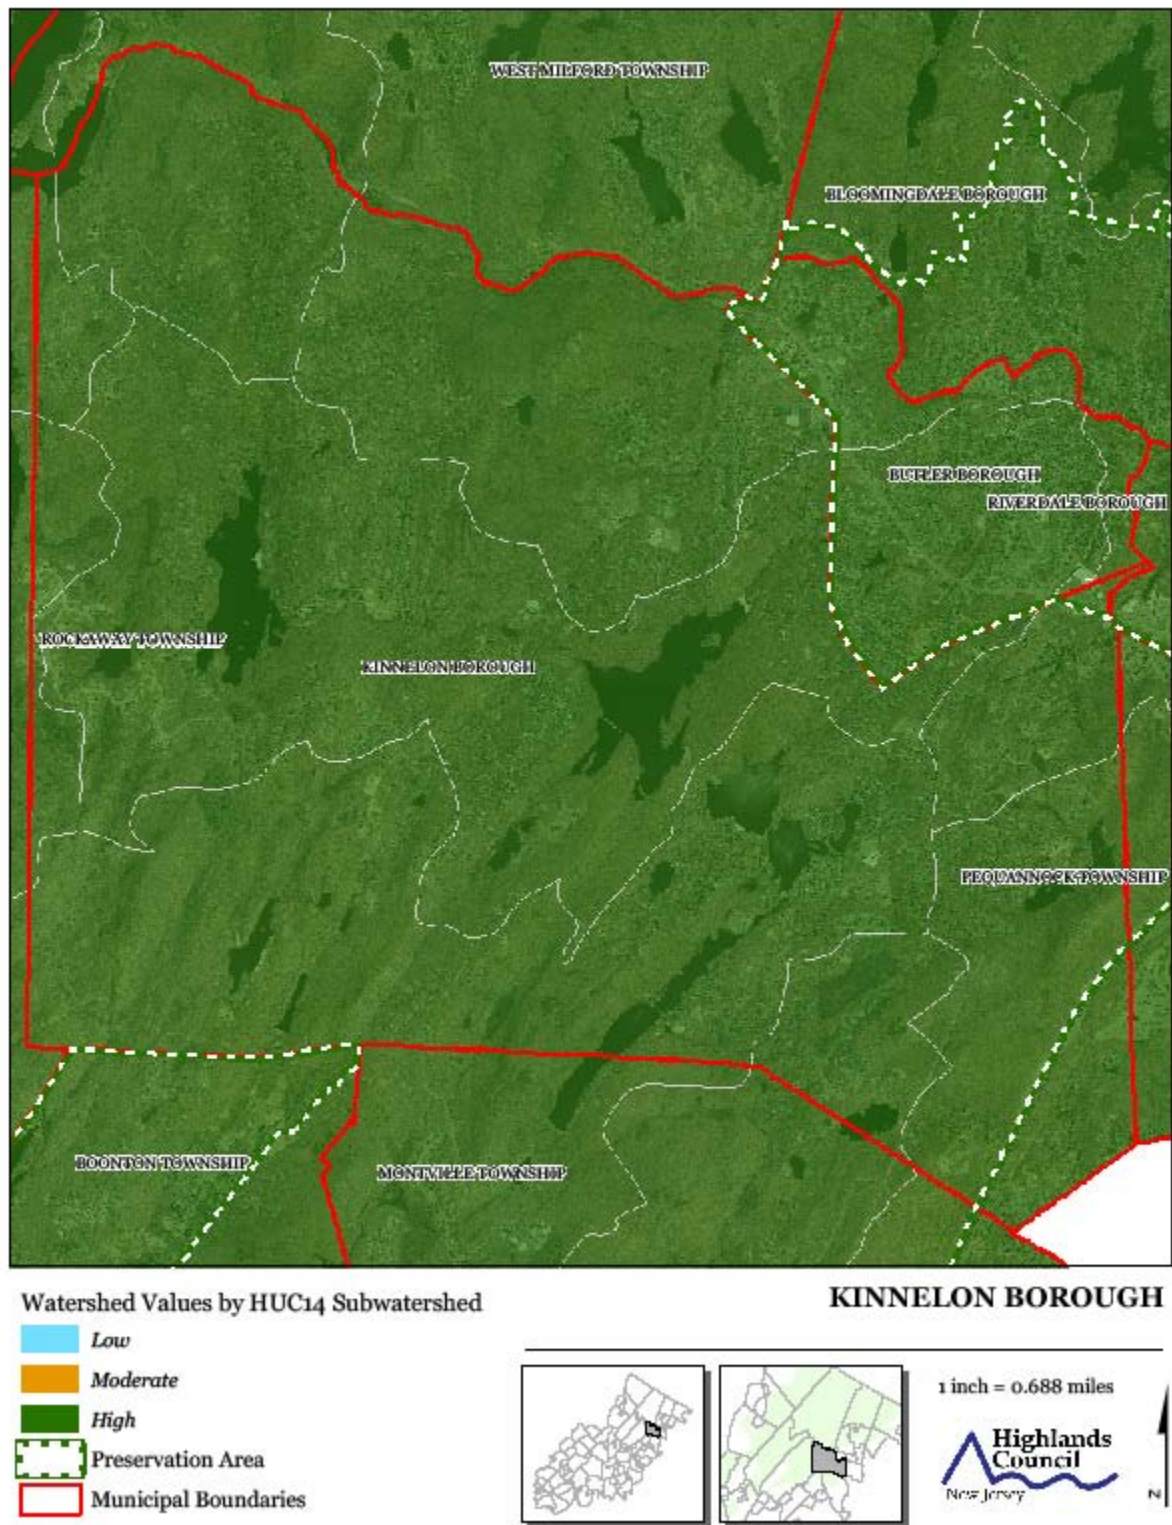 WEST MILFORD TOWNSHIP
BLOOMINGDALE BOROUGH
BUTLER BOROUGH
RIVERDALE BOROUGH
ROCKAWAY TOWNSHIP
KINNELON BOROUGH
PEQUANNOCK TOWNSHIP
BOONTON TOWNSHIP
MONTVILLE TOWNSHIP
Watershed Values by HUC14 Subwatershed
Low
Moderate
High
Preservation Area
Municipal Boundaries
KINNELON BOROUGH
1 inch = 0.688 miles
Highlands
Council
New Jersey
N